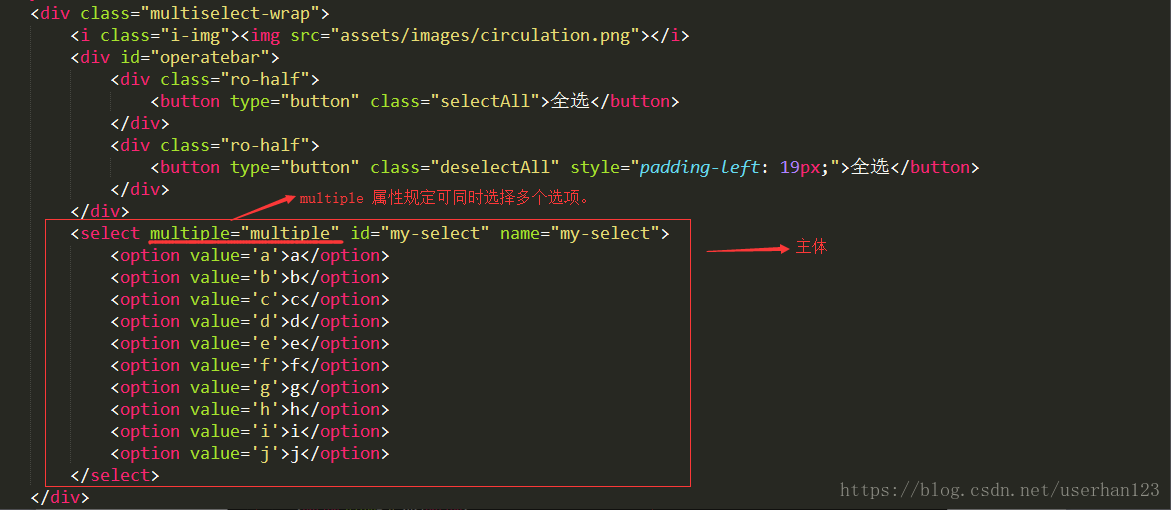 <div class="multiselect-wrap">
<i class="i-img"><img src="assets/images/circulation.png"></i>
<div id="operatebar">
<div class="ro-half">
<button type="button" class="selectAll">全选</button>
</div>
<div class="ro-half">
<button type="button" class="deselectAll" style="padding-left: 19px;">全选</button>
</div>
multiple 属性规定可同时选择多个选项。
</div>
<select multiple="multiple" id="my-select" name="my-select">
主体
<option value='a'>a</option>
<option value='b'>b</option>
<option value='c'>c</option>
<option value='d'>d</option>
<option value='e'>e</option>
<option value='f'>f</option>
<option value='g'>g</option>
<option value='h'>h</option>
<option value='i'>i</option>
<option value='j'>j</option>
</select>
</div>
https://blog.csdn.net/userhan123